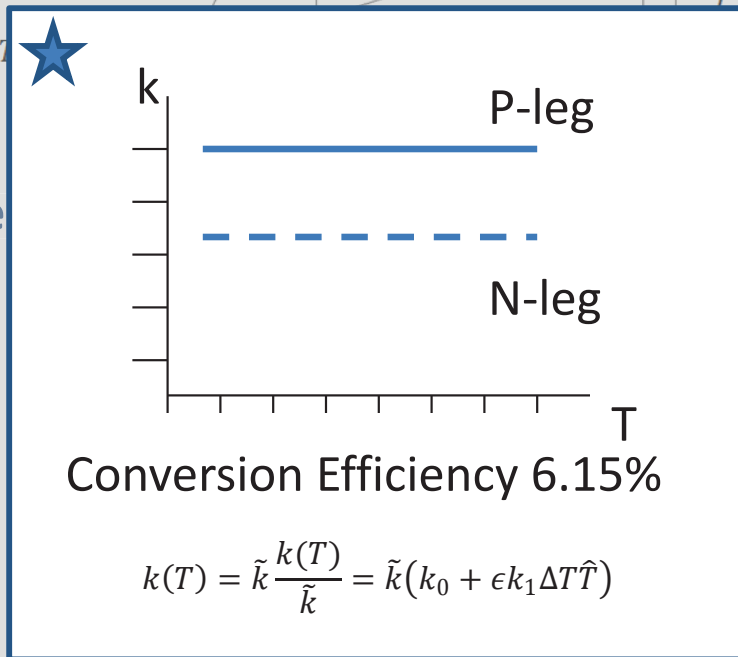 k
P-leg
N-leg
T
Conversion Efficiency 6.15%
k(T) = k̃ k(T)/k̃ = k̃(k₀ + ϵk₁ΔTT̂)